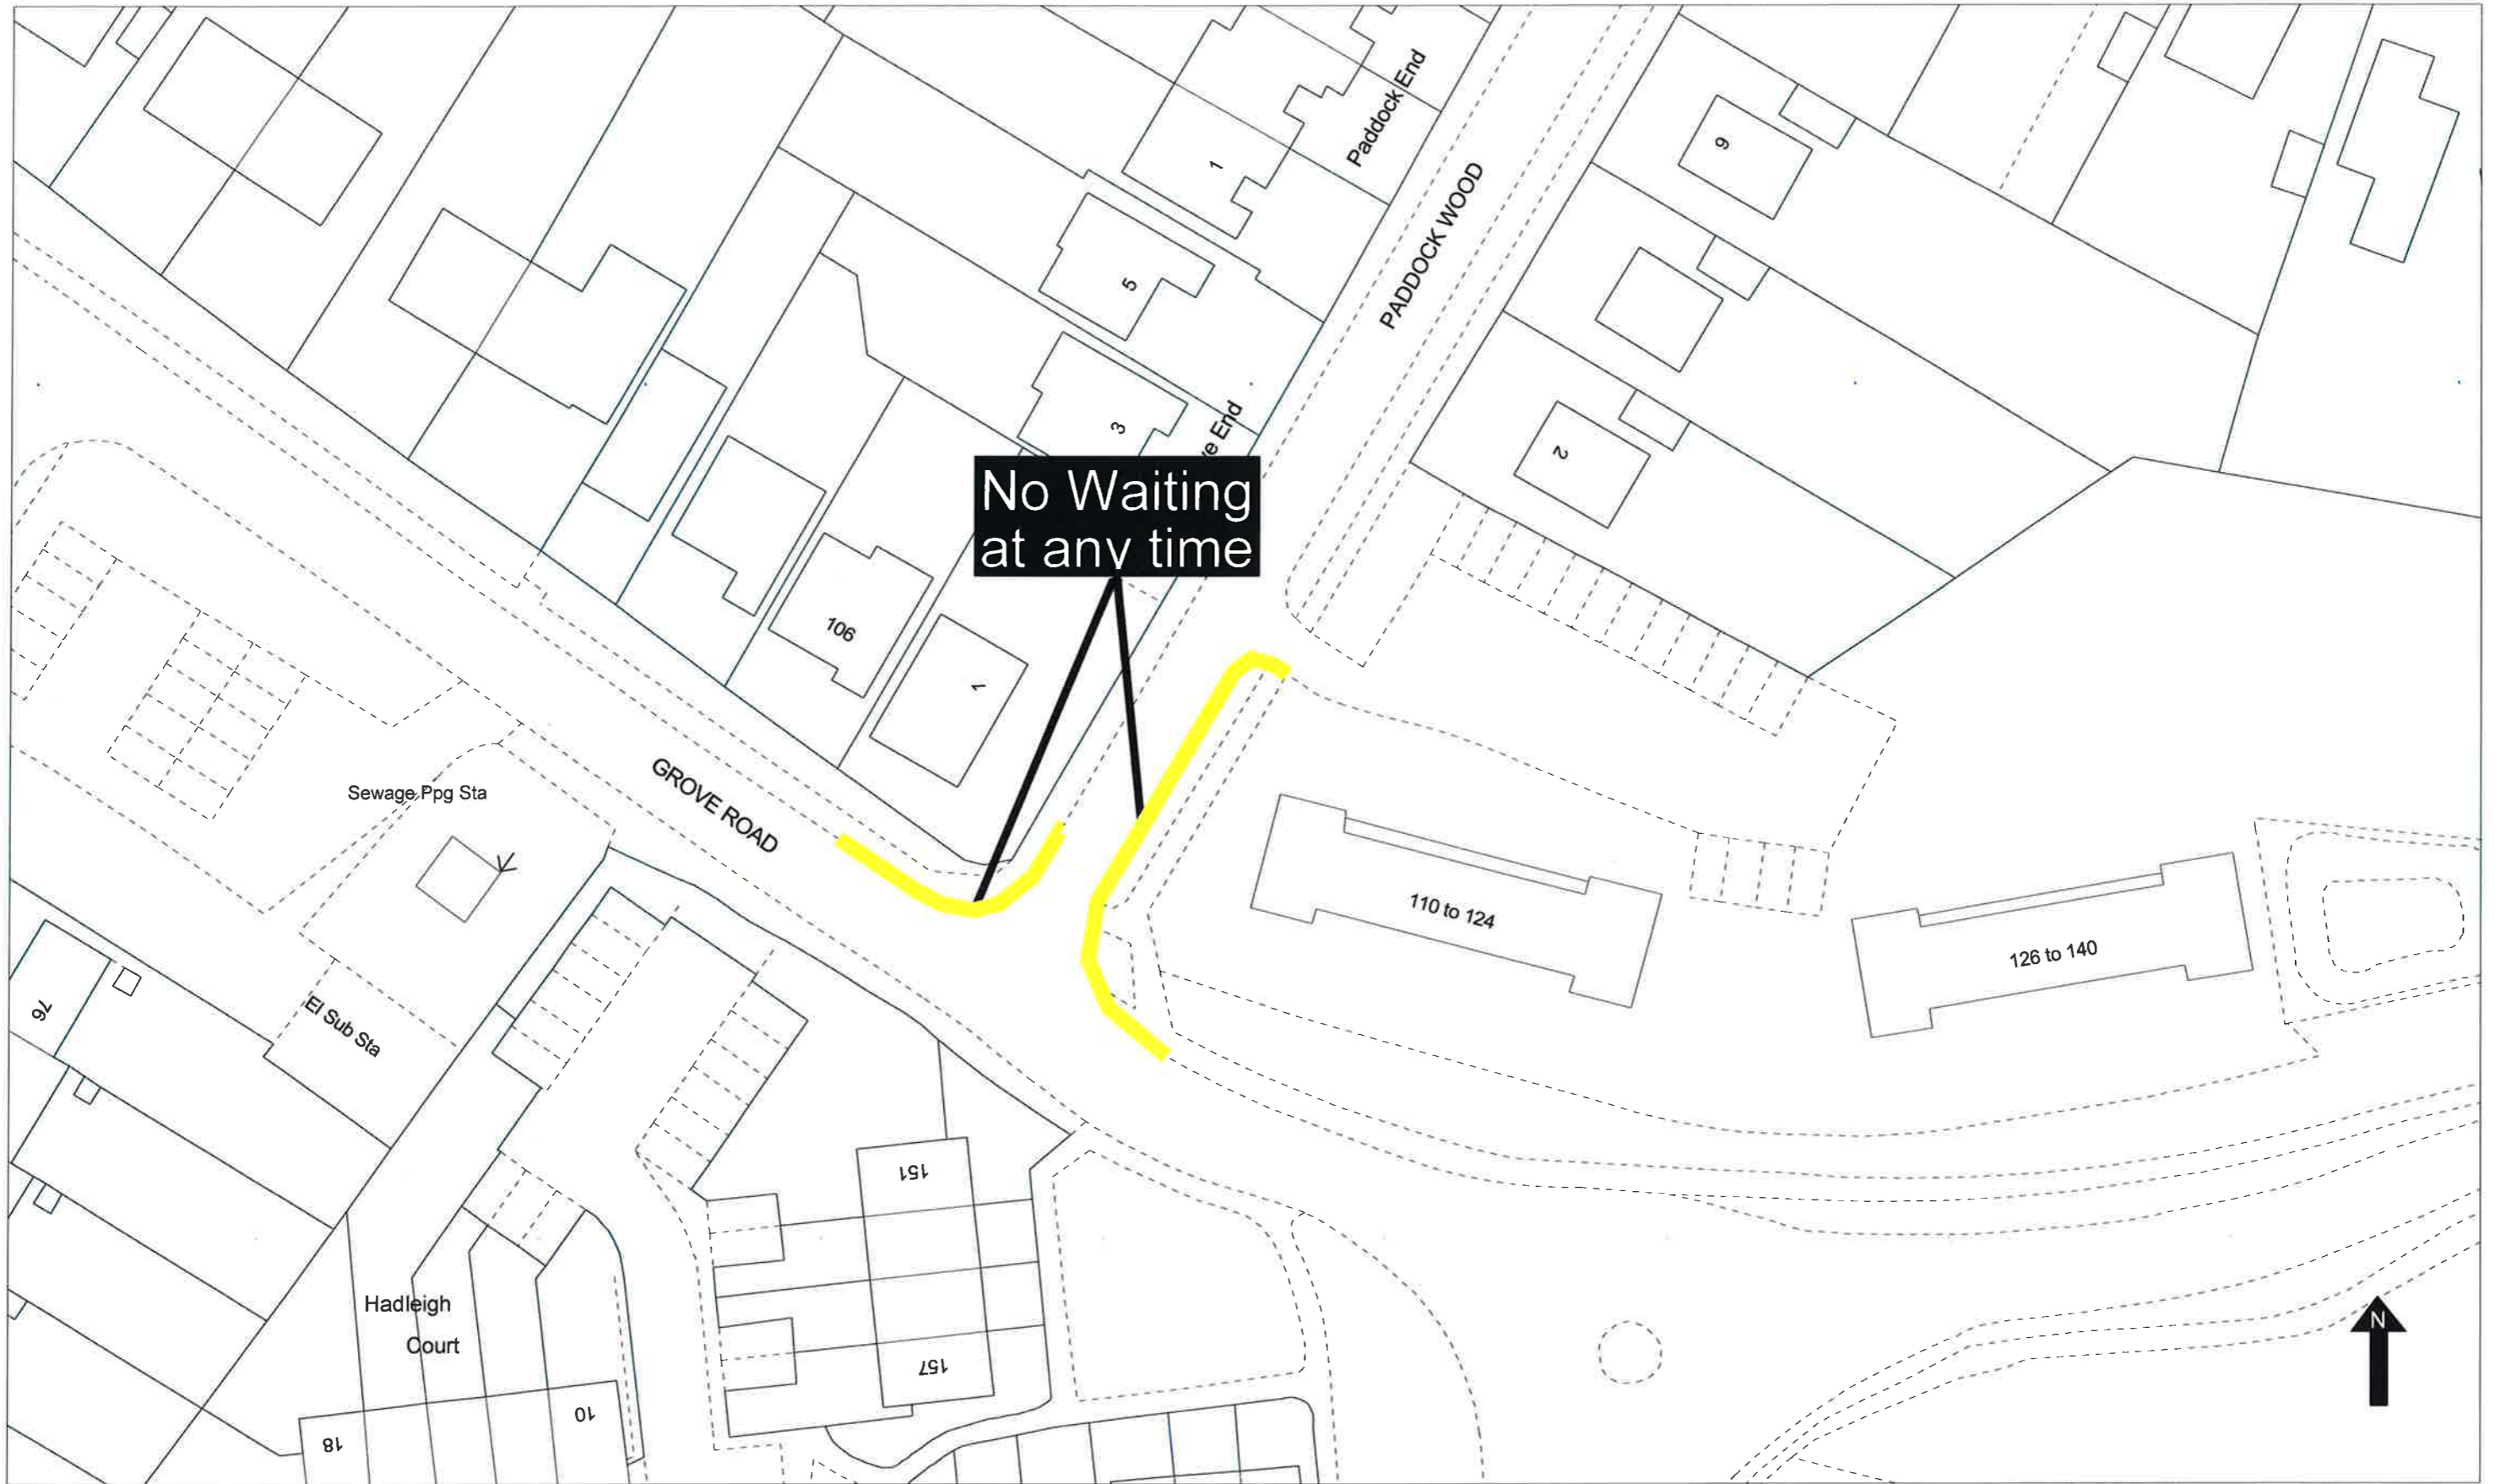 Paddock End
1
9
PADDOCK WOOD
5
3
End
2
No Waiting
at any time
106
1
GROVE ROAD
Sewage Ppg Sta
110 to 124
126 to 140
76
El Sub Sta
151
157
Hadleigh
Court
18
10
N